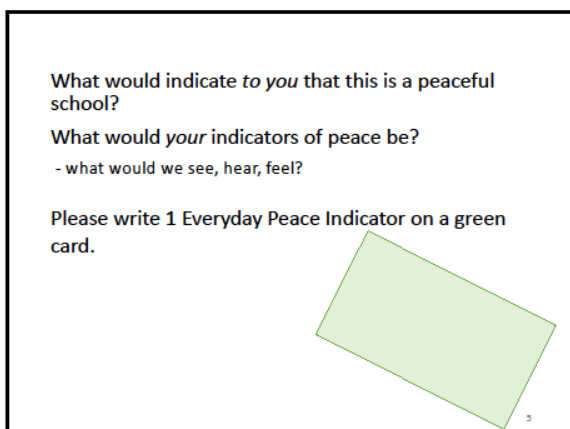 What would indicate to you that this is a peaceful
school?
What would your indicators of peace be?
- what would we see, hear, feel?
Please write 1 Everyday Peace Indicator on a green
card.
5